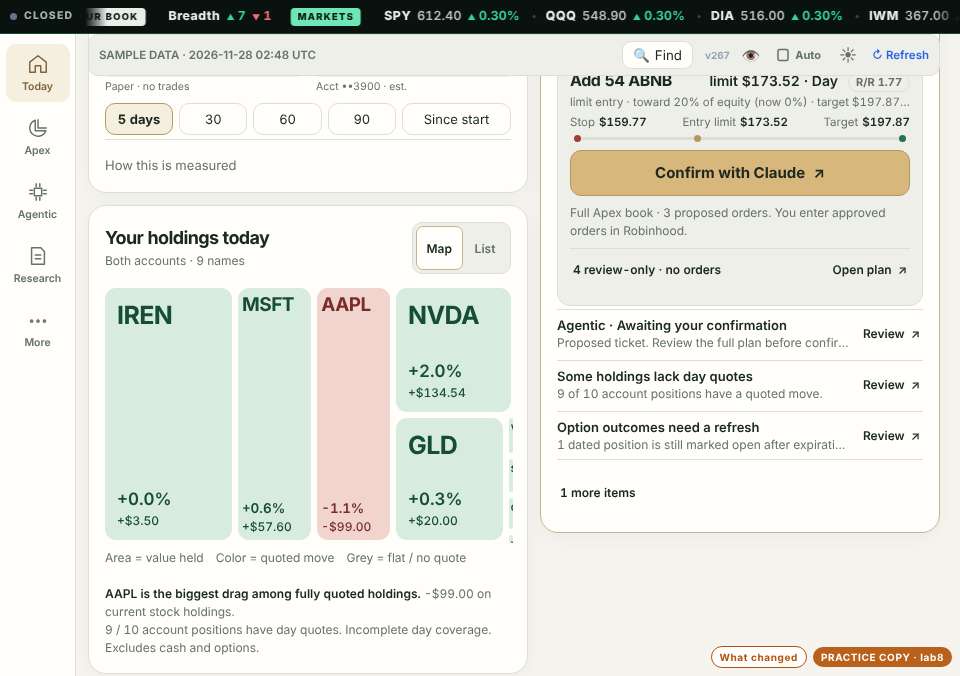 CLOSED
UR BOOK
Breadth ▲7 ▼1
MARKETS
SPY 612.40 ▲0.30% · QQQ 548.90 ▲0.30% · DIA 516.00 ▲0.30% · IWM 367.00
SAMPLE DATA · 2026-11-28 02:48 UTC
Find
v267
Auto
Refresh
Today
Apex
Agentic
Research
More
Paper · no trades
Acct ••3900 · est.
5 days
30
60
90
Since start
How this is measured
Your holdings today
Both accounts · 9 names
Map
List
IREN
+0.0%
+$3.50
MSFT
+0.6%
+$57.60
AAPL
-1.1%
-$99.00
NVDA
+2.0%
+$134.54
GLD
+0.3%
+$20.00
Area = value held Color = quoted move Grey = flat / no quote
AAPL is the biggest drag among fully quoted holdings. -$99.00 on
current stock holdings.
9 / 10 account positions have day quotes. Incomplete day coverage.
Excludes cash and options.
Add 54 ABNB
limit $173.52 · Day
R/R 1.77
limit entry · toward 20% of equity (now 0%) · target $197.87...
Stop $159.77
Entry limit $173.52
Target $197.87
Confirm with Claude ↗
Full Apex book · 3 proposed orders. You enter approved
orders in Robinhood.
4 review-only · no orders
Open plan ↗
Agentic · Awaiting your confirmation
Proposed ticket. Review the full plan before confir...
Review ↗
Some holdings lack day quotes
9 of 10 account positions have a quoted move.
Review ↗
Option outcomes need a refresh
1 dated position is still marked open after expirati...
Review ↗
1 more items
What changed
PRACTICE COPY · lab8